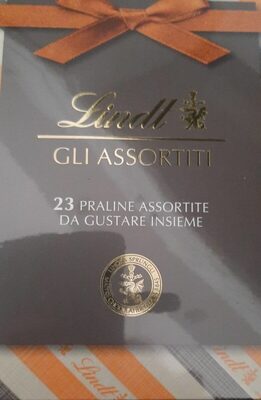 Lindt
GLI ASSORTITI
23 PRALINE ASSORTITE
DA GUSTARE INSIEME
Lindt